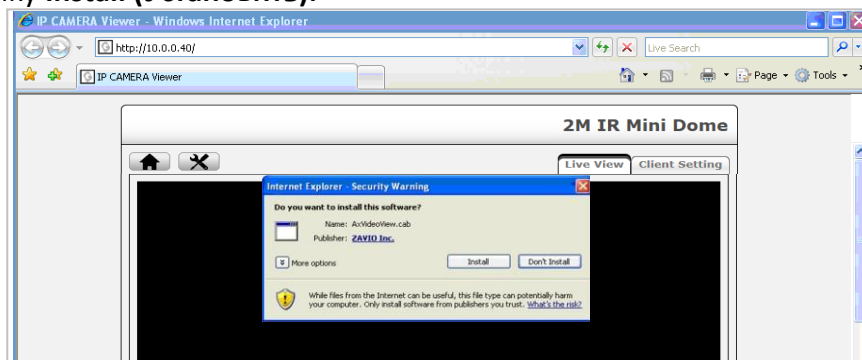 IP CAMERA Viewer - Windows Internet Explorer
http://10.0.0.40/
Live Search
IP CAMERA Viewer
Page
Tools
2M IR Mini Dome
Live View
Client Setting
Internet Explorer - Security Warning
Do you want to install this software?
Name: AxVideoView.cab
Publisher: ZAVIO Inc.
More options
Install
Don't Install
While files from the Internet can be useful, this file type can potentially harm
your computer. Only install software from publishers you trust. What's the risk?